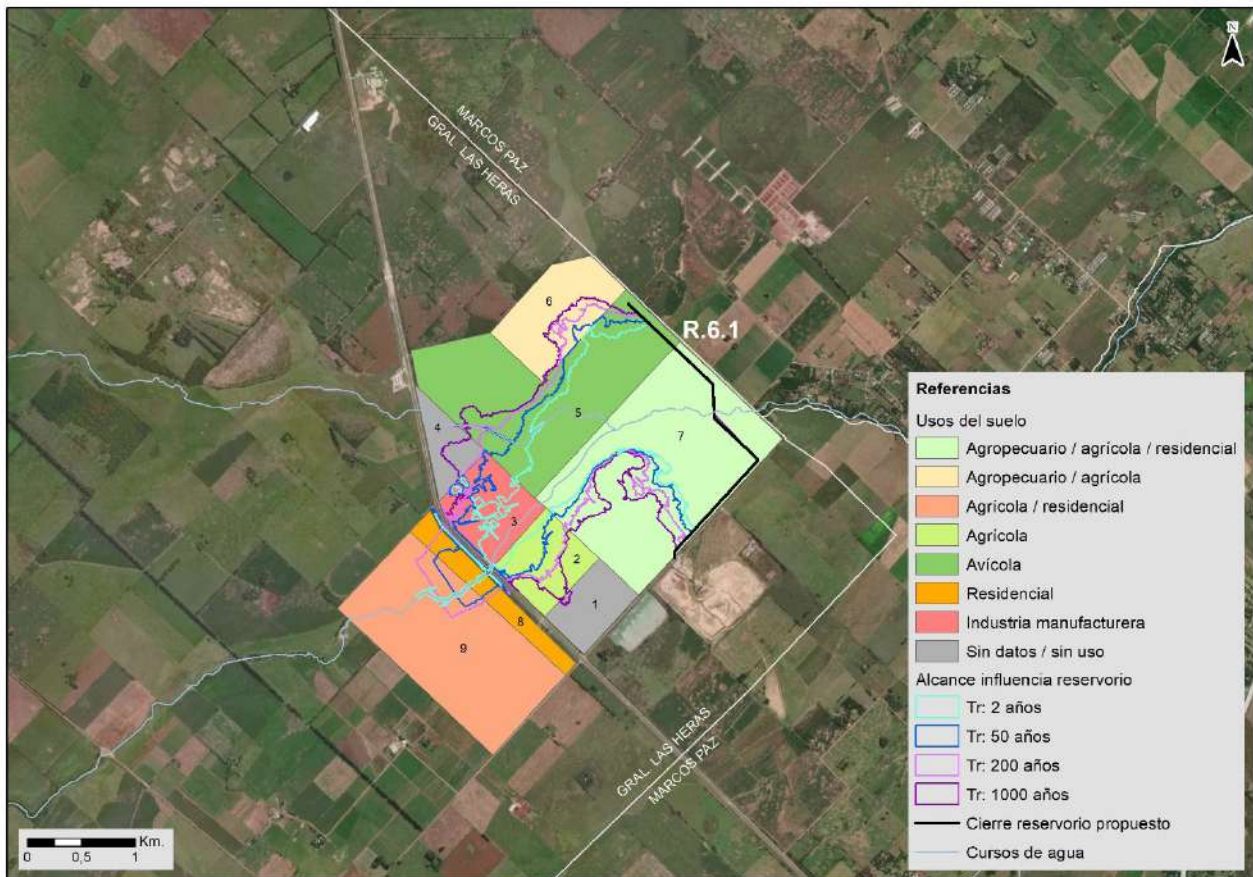 N
MARCOS PAZ
GRAL. LAS HERAS
6
R.6.1
5
4
7
3
2
1
8
9
GRAL. LAS HERAS
MARCOS PAZ
Referencias
Usos del suelo
Agropecuario / agrícola / residencial
Agropecuario / agrícola
Agrícola / residencial
Agrícola
Avícola
Residencial
Industria manufacturera
Sin datos / sin uso
Alcance influencia reservorio
Tr: 2 años
Tr: 50 años
Tr: 200 años
Tr: 1000 años
Cierre reservorio propuesto
Cursos de agua
Km.
0 0,5 1